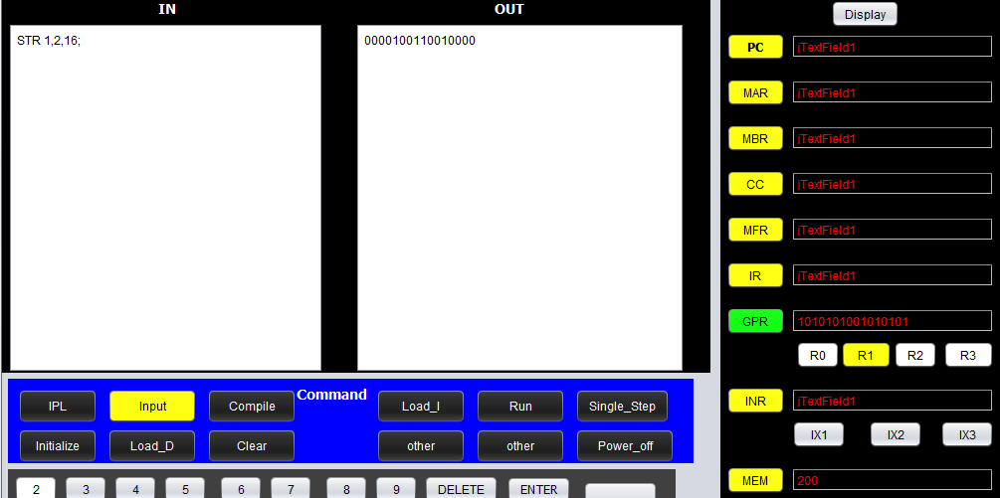 IN
OUT
STR 1,2,16;
0000100110010000
Command
IPL
Input
Compile
Load_I
Run
Single_Step
Initialize
Load_D
Clear
other
other
Power_off
2
3
4
5
6
7
8
9
DELETE
ENTER
Display
PC
jTextField1
MAR
jTextField1
MBR
jTextField1
CC
jTextField1
MFR
jTextField1
IR
jTextField1
GPR
1010101001010101
R0
R1
R2
R3
INR
jTextField1
IX1
IX2
IX3
MEM
200